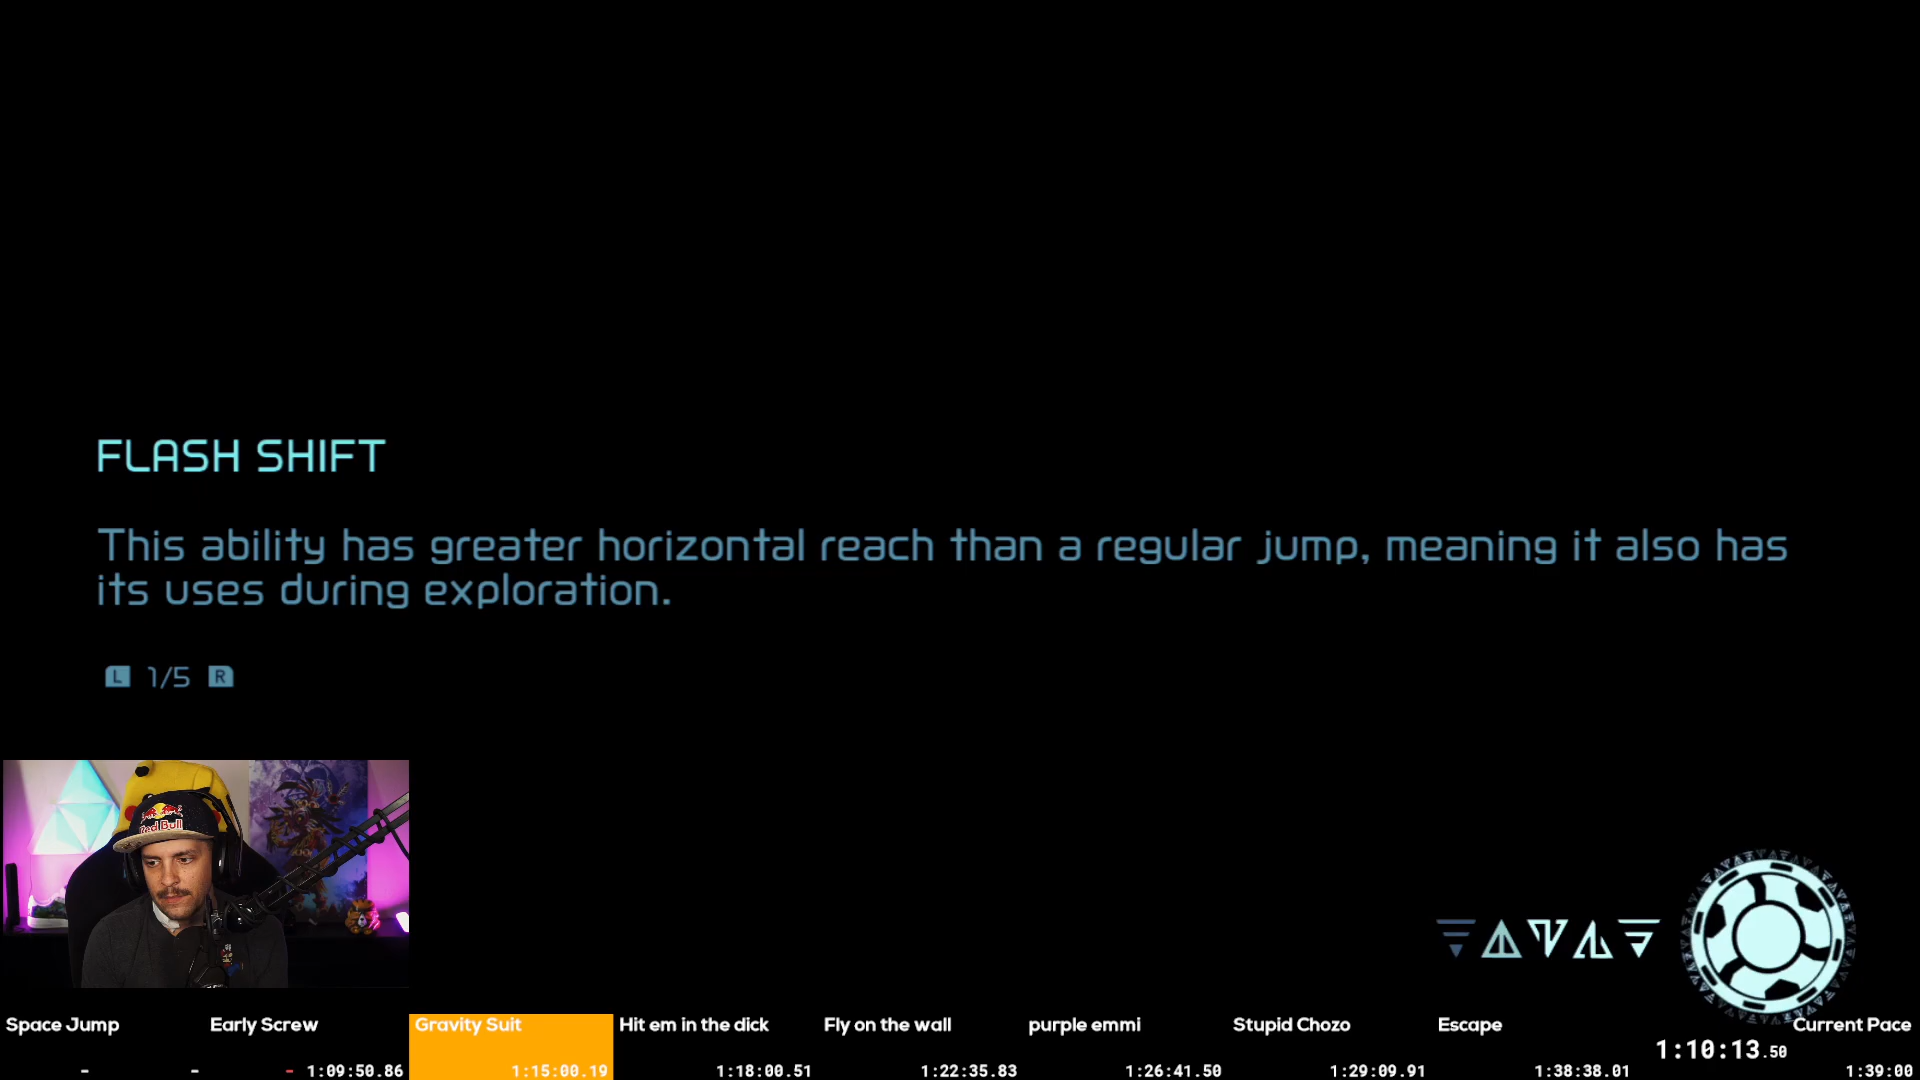 FLASH SHIFT
This ability has greater horizontal reach than a regular jump, meaning it also has
its uses during exploration.
L 1/5 R
Red Bull
Space Jump Early Screw Gravity Suit Hit em in the dick Fly on the wall purple emmi Stupid Chozo Escape Current Pace
1:10:13.50
- - - 1:09:50.86 1:15:00.19 1:18:00.51 1:22:35.83 1:26:41.50 1:29:09.91 1:38:38.01 1:39:00